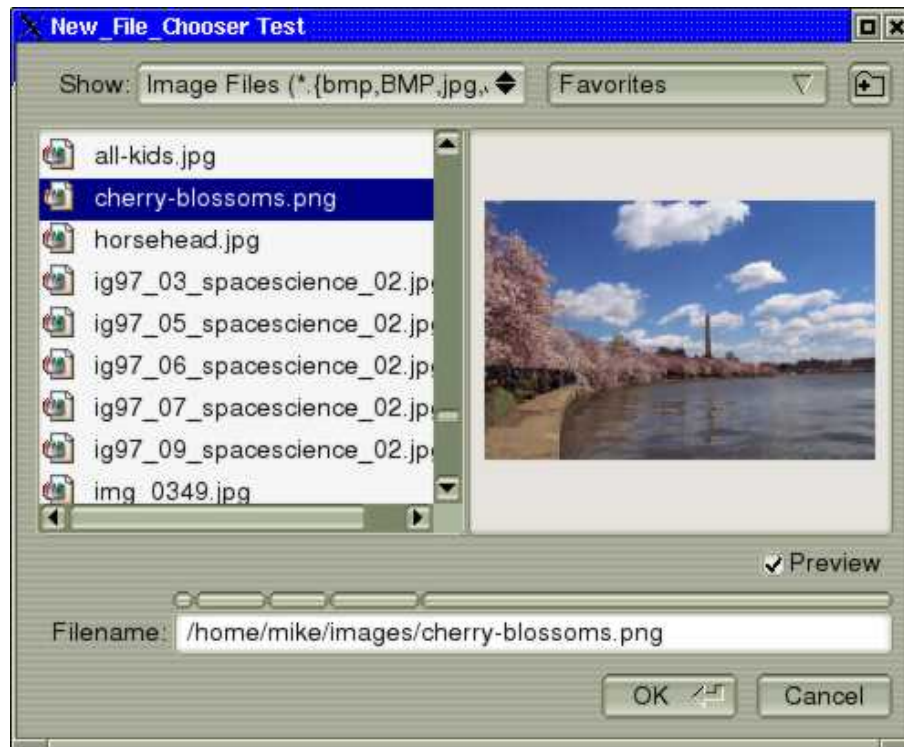 New_File_Chooser Test
Show: Image Files (*.{bmp,BMP,jpg, Favorites
all-kids.jpg
cherry-blossoms.png
horsehead.jpg
ig97_03_spacescience_02.jp
ig97_05_spacescience_02.jp
ig97_06_spacescience_02.jp
ig97_07_spacescience_02.jp
ig97_09_spacescience_02.jp
img_0349.jpg
Preview
Filename: /home/mike/images/cherry-blossoms.png
OK Cancel